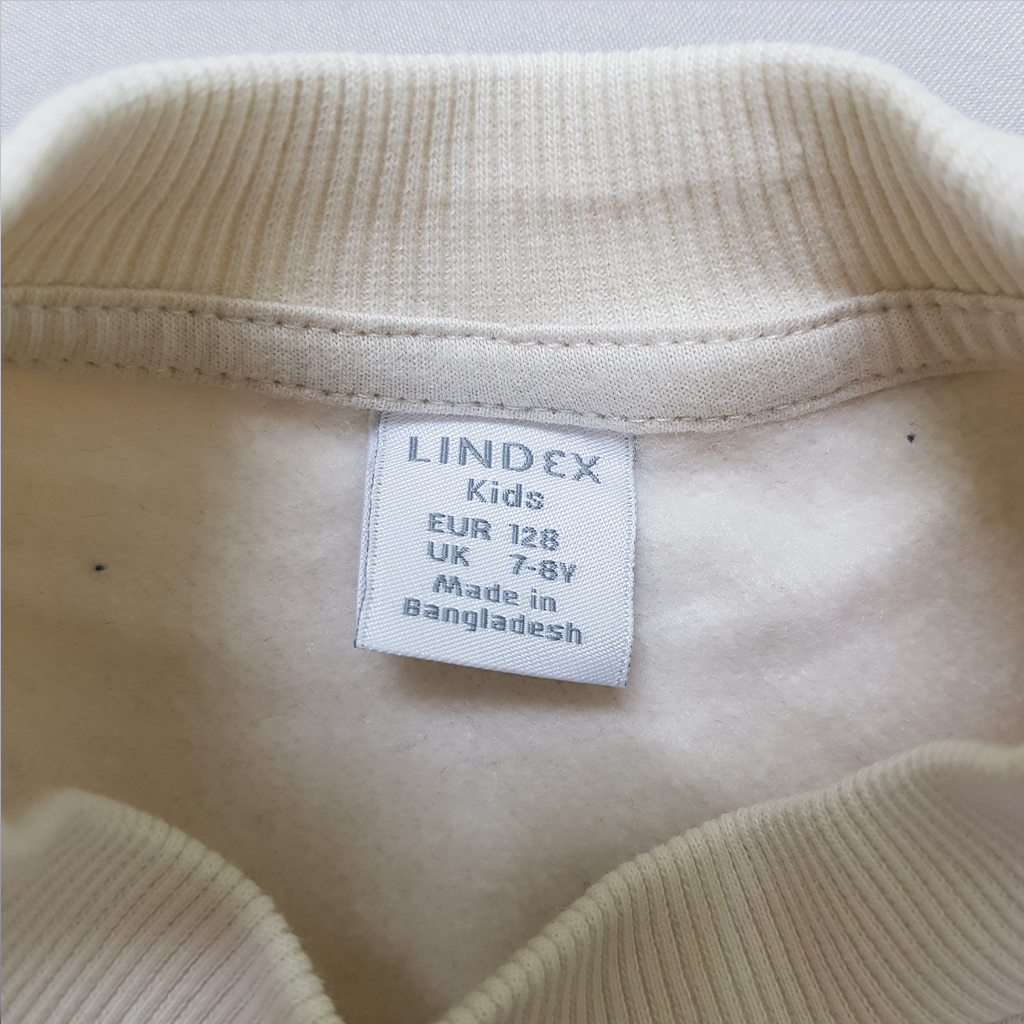 LINDEX
Kids
EUR 128
UK 7-8Y
Made in
Bangladesh